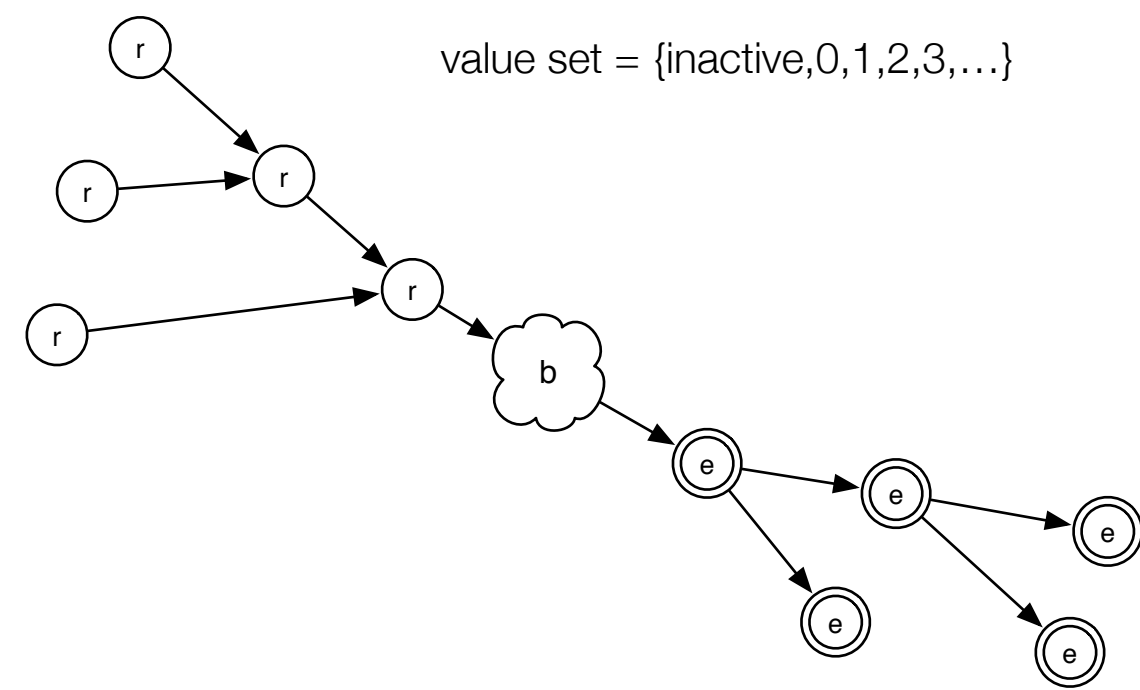 r
value set = {inactive,0,1,2,3,…}
r
r
r
r
b
e
e
e
e
e